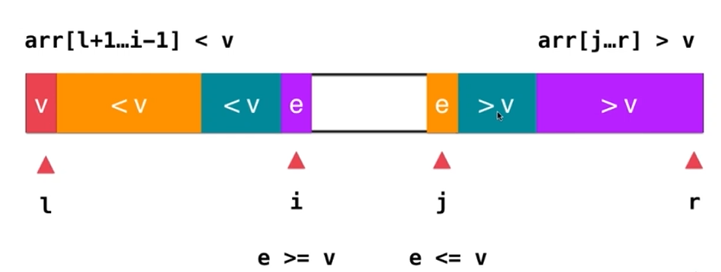 arr[l+1…i-1] < v arr[j…r] > v
v < v < v e e > v > v
l i j r
e >= v e <= v